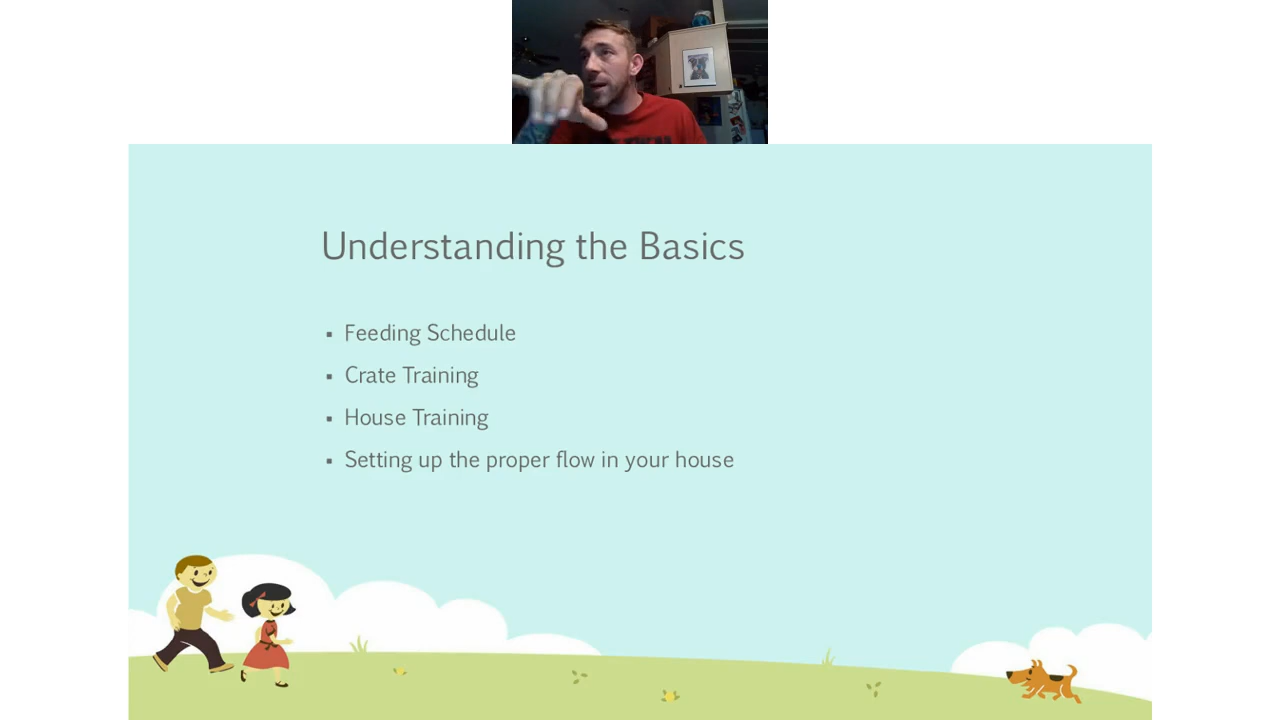 Understanding the Basics
▪ Feeding Schedule
▪ Crate Training
▪ House Training
▪ Setting up the proper flow in your house